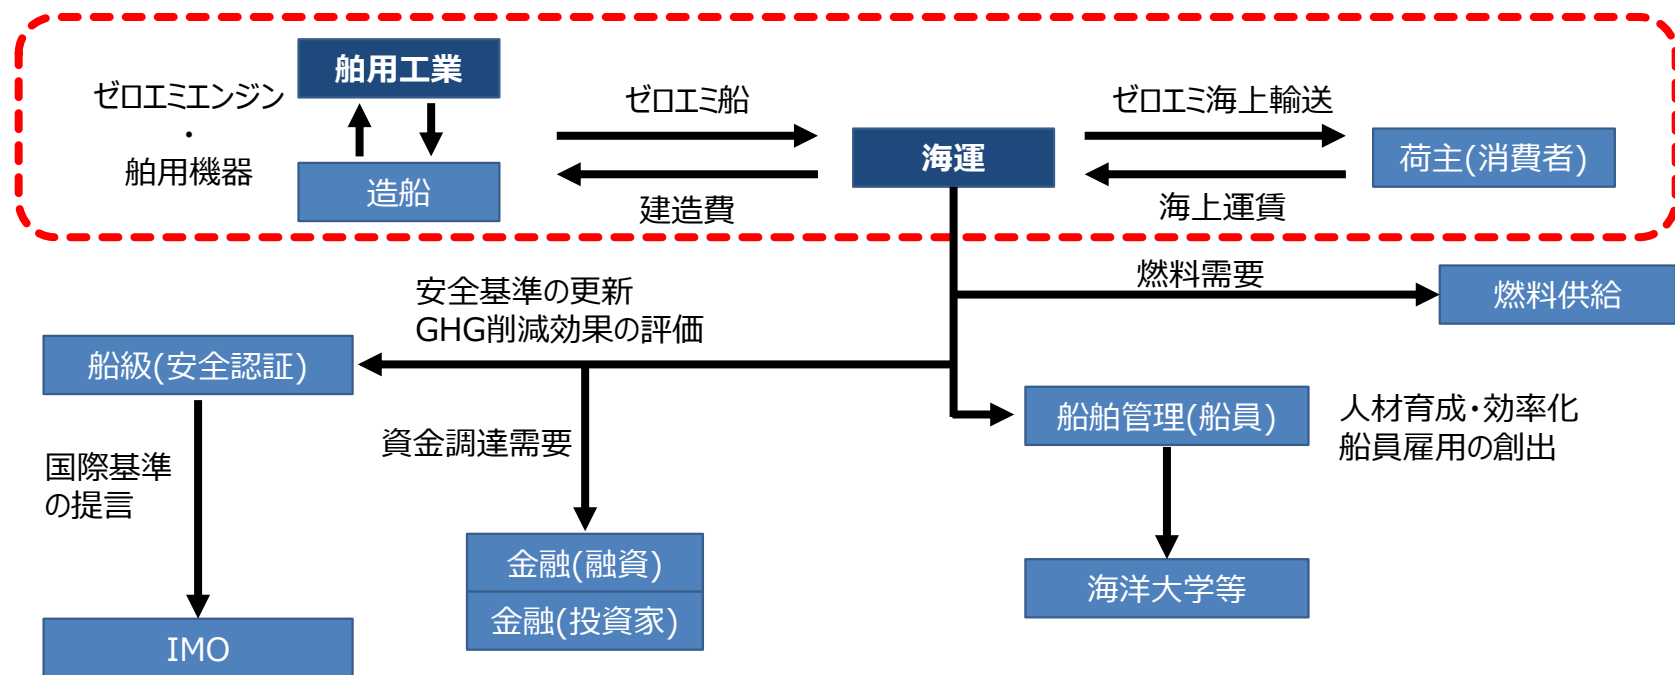 舶用工業
ゼロエミエンジン
・
舶用機器
造船
ゼロエミ船
建造費
海運
ゼロエミ海上輸送
海上運賃
荷主(消費者)
燃料需要
燃料供給
安全基準の更新
GHG削減効果の評価
船級(安全認証)
資金調達需要
船舶管理(船員)
人材育成・効率化
船員雇用の創出
国際基準
の提言
金融(融資)
金融(投資家)
海洋大学等
IMO